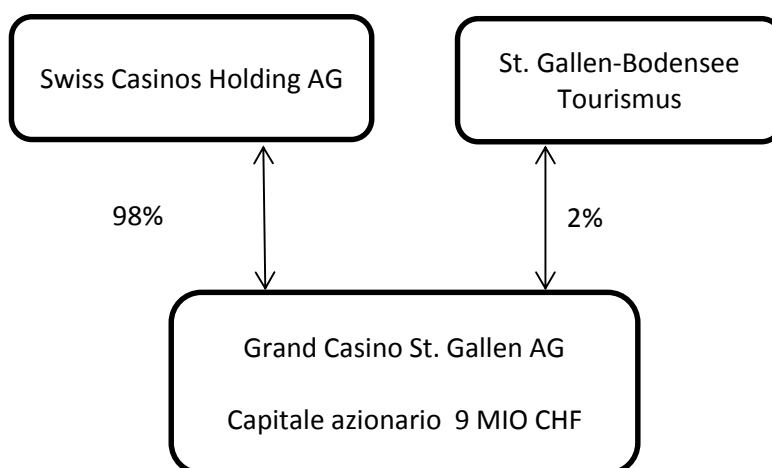 Swiss Casinos Holding AG
St. Gallen-Bodensee
Tourismus
98%
2%
Grand Casino St. Gallen AG
Capitale azionario 9 MIO CHF